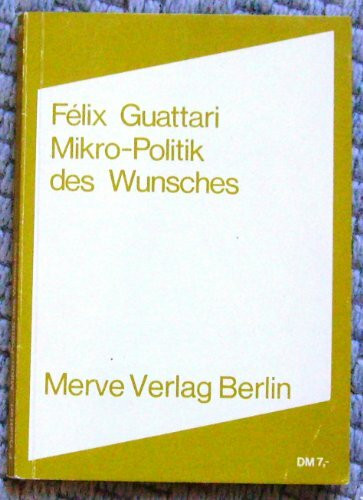 Félix Guattari
Mikro-Politik
des Wunsches
Merve Verlag Berlin
DM 7,-